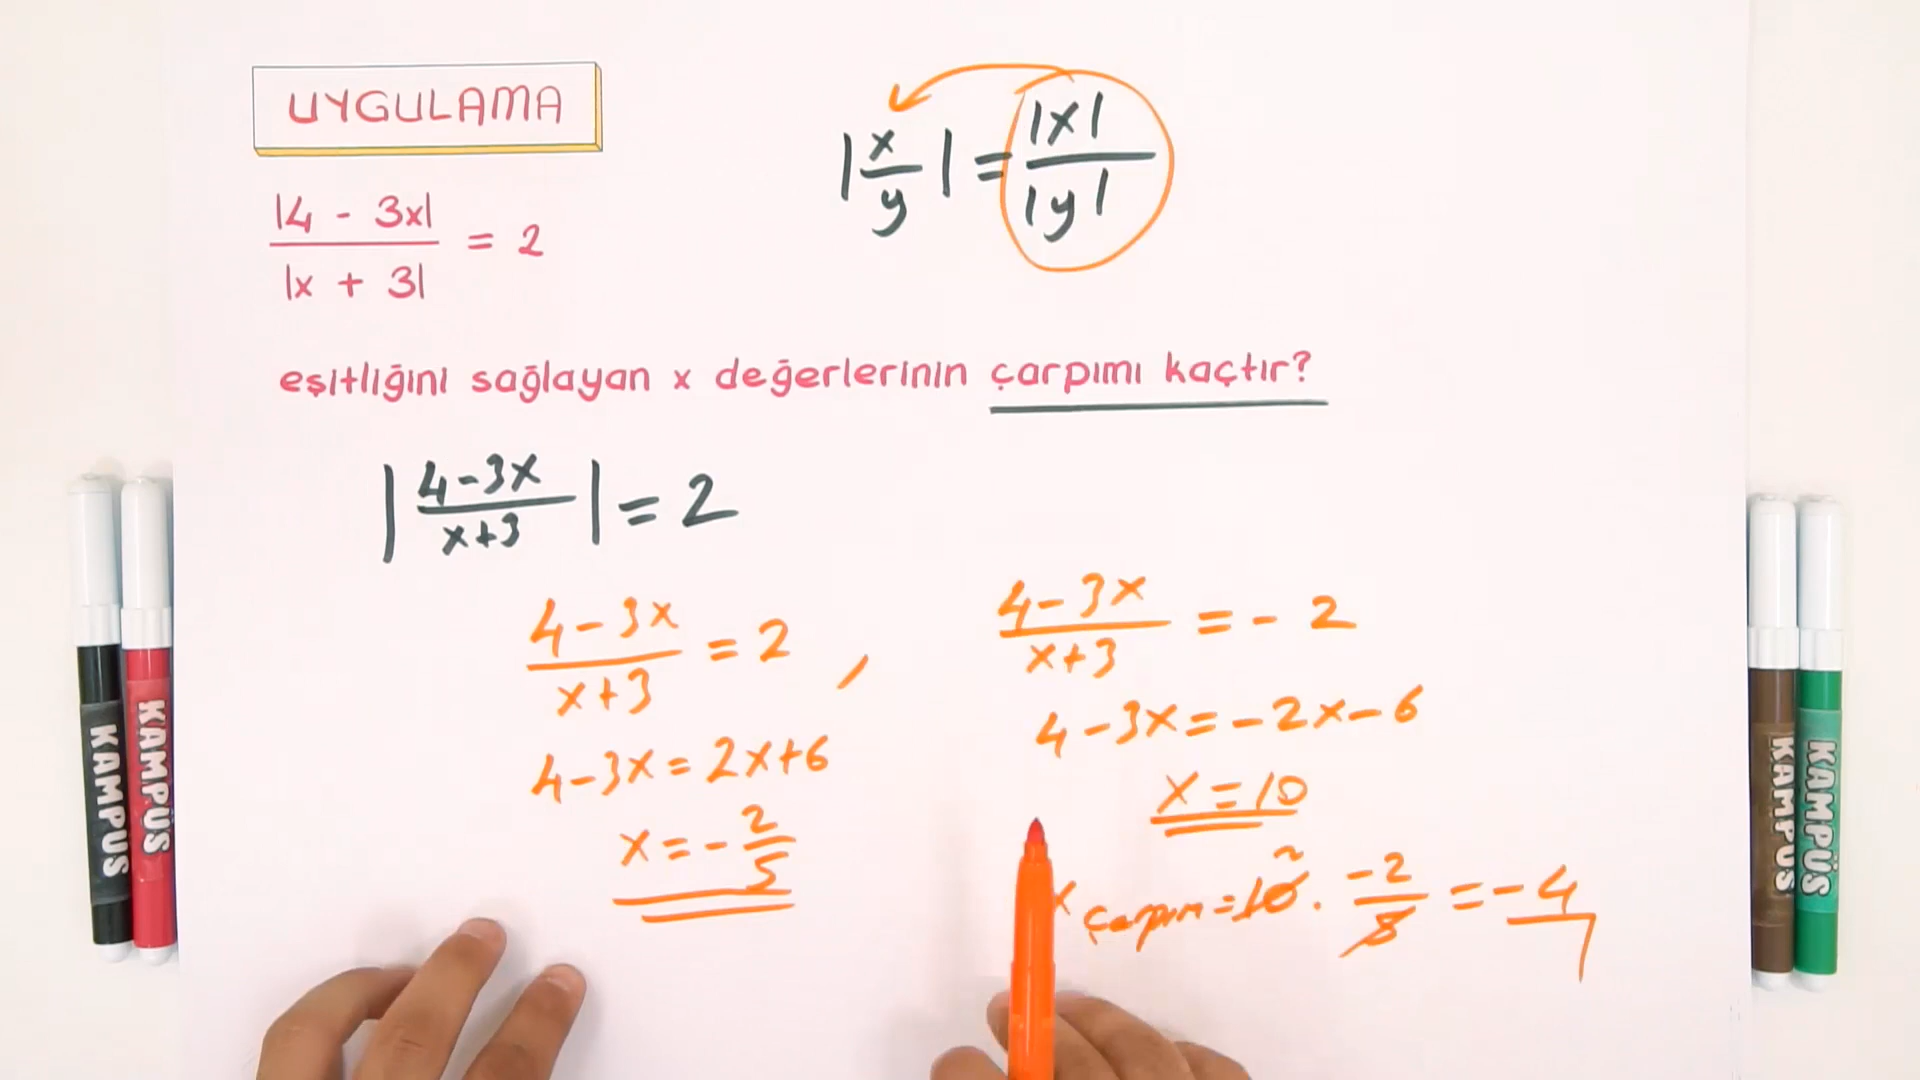 UYGULAMA
|x/y| = |x|/|y|
|4 - 3x|/|x + 3| = 2
eşitliğini sağlayan x değerlerinin çarpımı kaçtır?
|4-3x/x+3| = 2
4-3x/x+3 = 2 ,
4-3x/x+3 = -2
4-3x = 2x+6
4-3x = -2x-6
x = -2/5
x = 10
x çarpım = 10 . -2/5 = -4
KAMPÜS
KAMPÜS
KAMPÜS
KAMPÜS